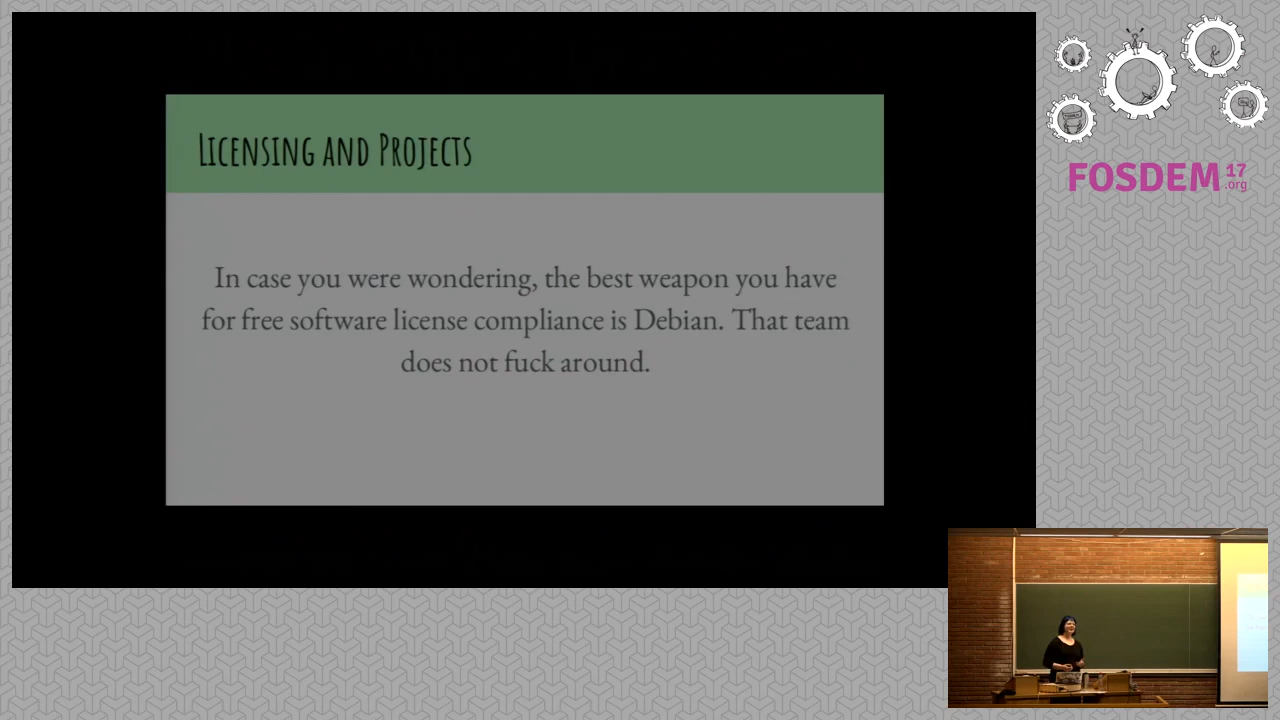 Licensing and Projects
In case you were wondering, the best weapon you have
for free software license compliance is Debian. That team
does not fuck around.
FOSDEM 17
.org